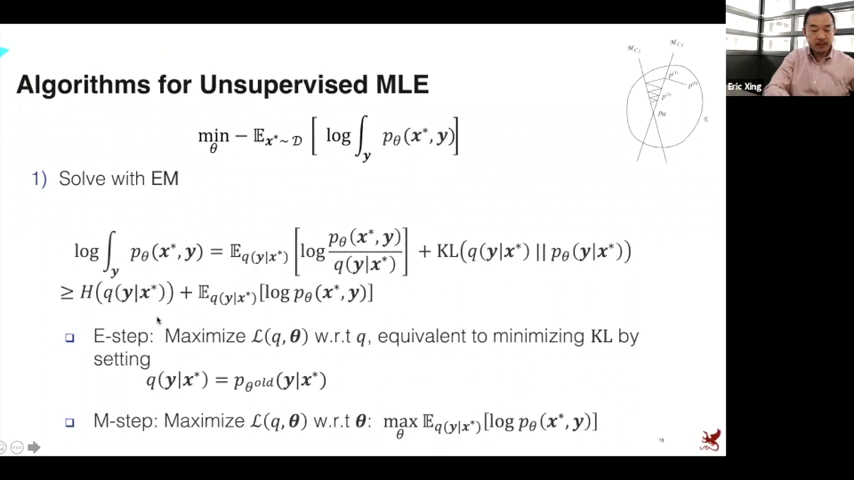 Algorithms for Unsupervised MLE
min_θ − 𝔼_{x*∼𝒟} [ log ∫_y p_θ(x*, y) ]
1) Solve with EM
log ∫_y p_θ(x*, y) = 𝔼_{q(y|x*)} [ log p_θ(x*, y) / q(y|x*) ] + KL(q(y|x*) || p_θ(y|x*))
≥ H(q(y|x*)) + 𝔼_{q(y|x*)}[log p_θ(x*, y)]
E-step: Maximize ℒ(q, θ) w.r.t q, equivalent to minimizing KL by
setting
q(y|x*) = p_{θ^old}(y|x*)
M-step: Maximize ℒ(q, θ) w.r.t θ: max_θ 𝔼_{q(y|x*)}[log p_θ(x*, y)]
18
Eric Xing